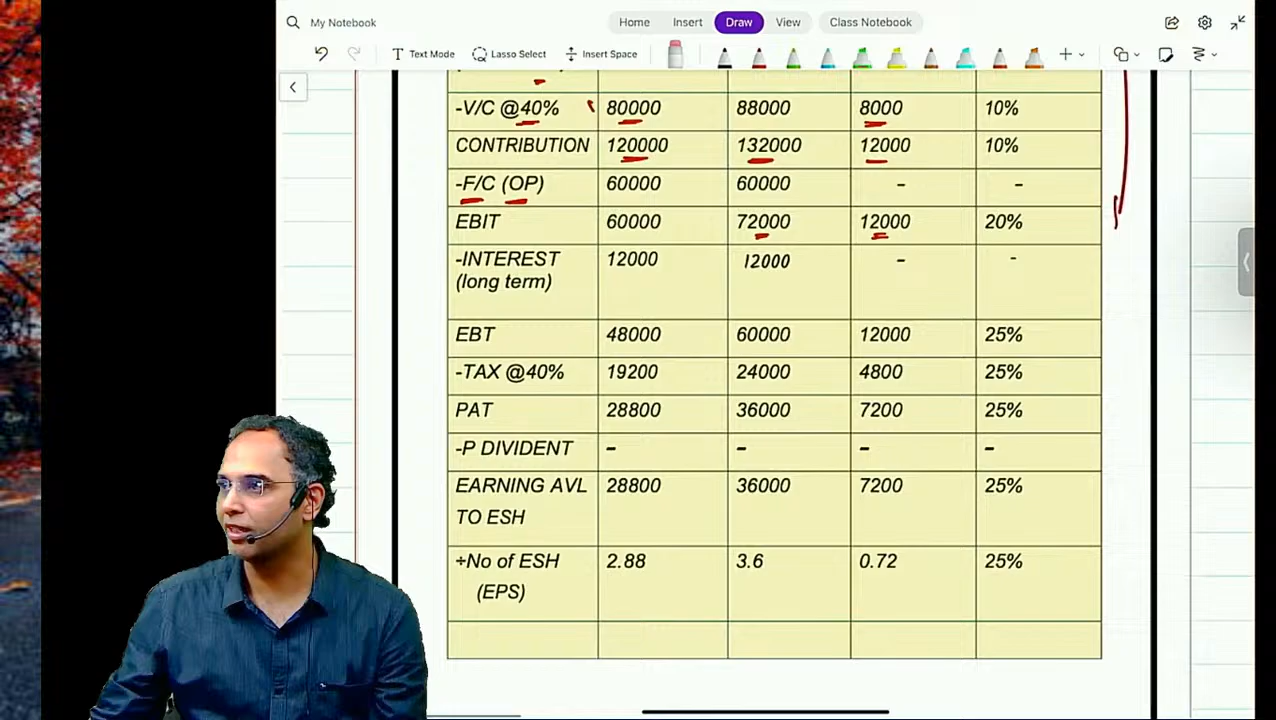 My Notebook
Home Insert Draw View Class Notebook
T Text Mode Lasso Select Insert Space
-V/C @40% 80000 88000 8000 10%
CONTRIBUTION 120000 132000 12000 10%
-F/C (OP) 60000 60000 - -
EBIT 60000 72000 12000 20%
-INTEREST 12000 12000 - -
(long term)
EBT 48000 60000 12000 25%
-TAX @40% 19200 24000 4800 25%
PAT 28800 36000 7200 25%
-P DIVIDENT - - - -
EARNING AVL 28800 36000 7200 25%
TO ESH
÷No of ESH 2.88 3.6 0.72 25%
(EPS)